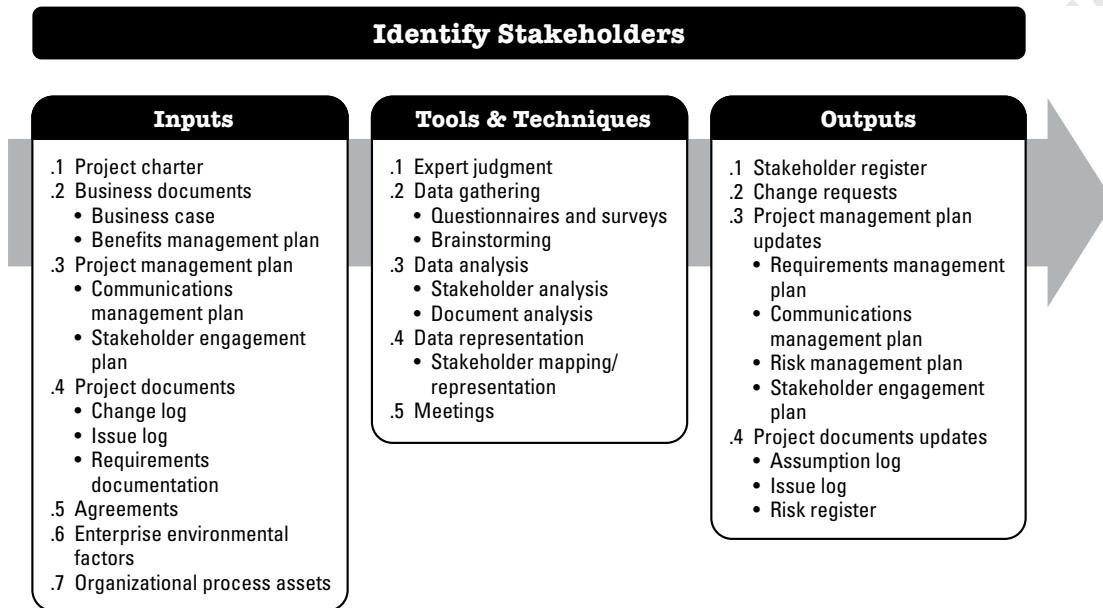 Identify Stakeholders
Inputs
.1 Project charter
.2 Business documents
• Business case
• Benefits management plan
.3 Project management plan
• Communications
management plan
• Stakeholder engagement
plan
.4 Project documents
• Change log
• Issue log
• Requirements
documentation
.5 Agreements
.6 Enterprise environmental
factors
.7 Organizational process assets
Tools & Techniques
.1 Expert judgment
.2 Data gathering
• Questionnaires and surveys
• Brainstorming
.3 Data analysis
• Stakeholder analysis
• Document analysis
.4 Data representation
• Stakeholder mapping/
representation
.5 Meetings
Outputs
.1 Stakeholder register
.2 Change requests
.3 Project management plan
updates
• Requirements management
plan
• Communications
management plan
• Risk management plan
• Stakeholder engagement
plan
.4 Project documents updates
• Assumption log
• Issue log
• Risk register